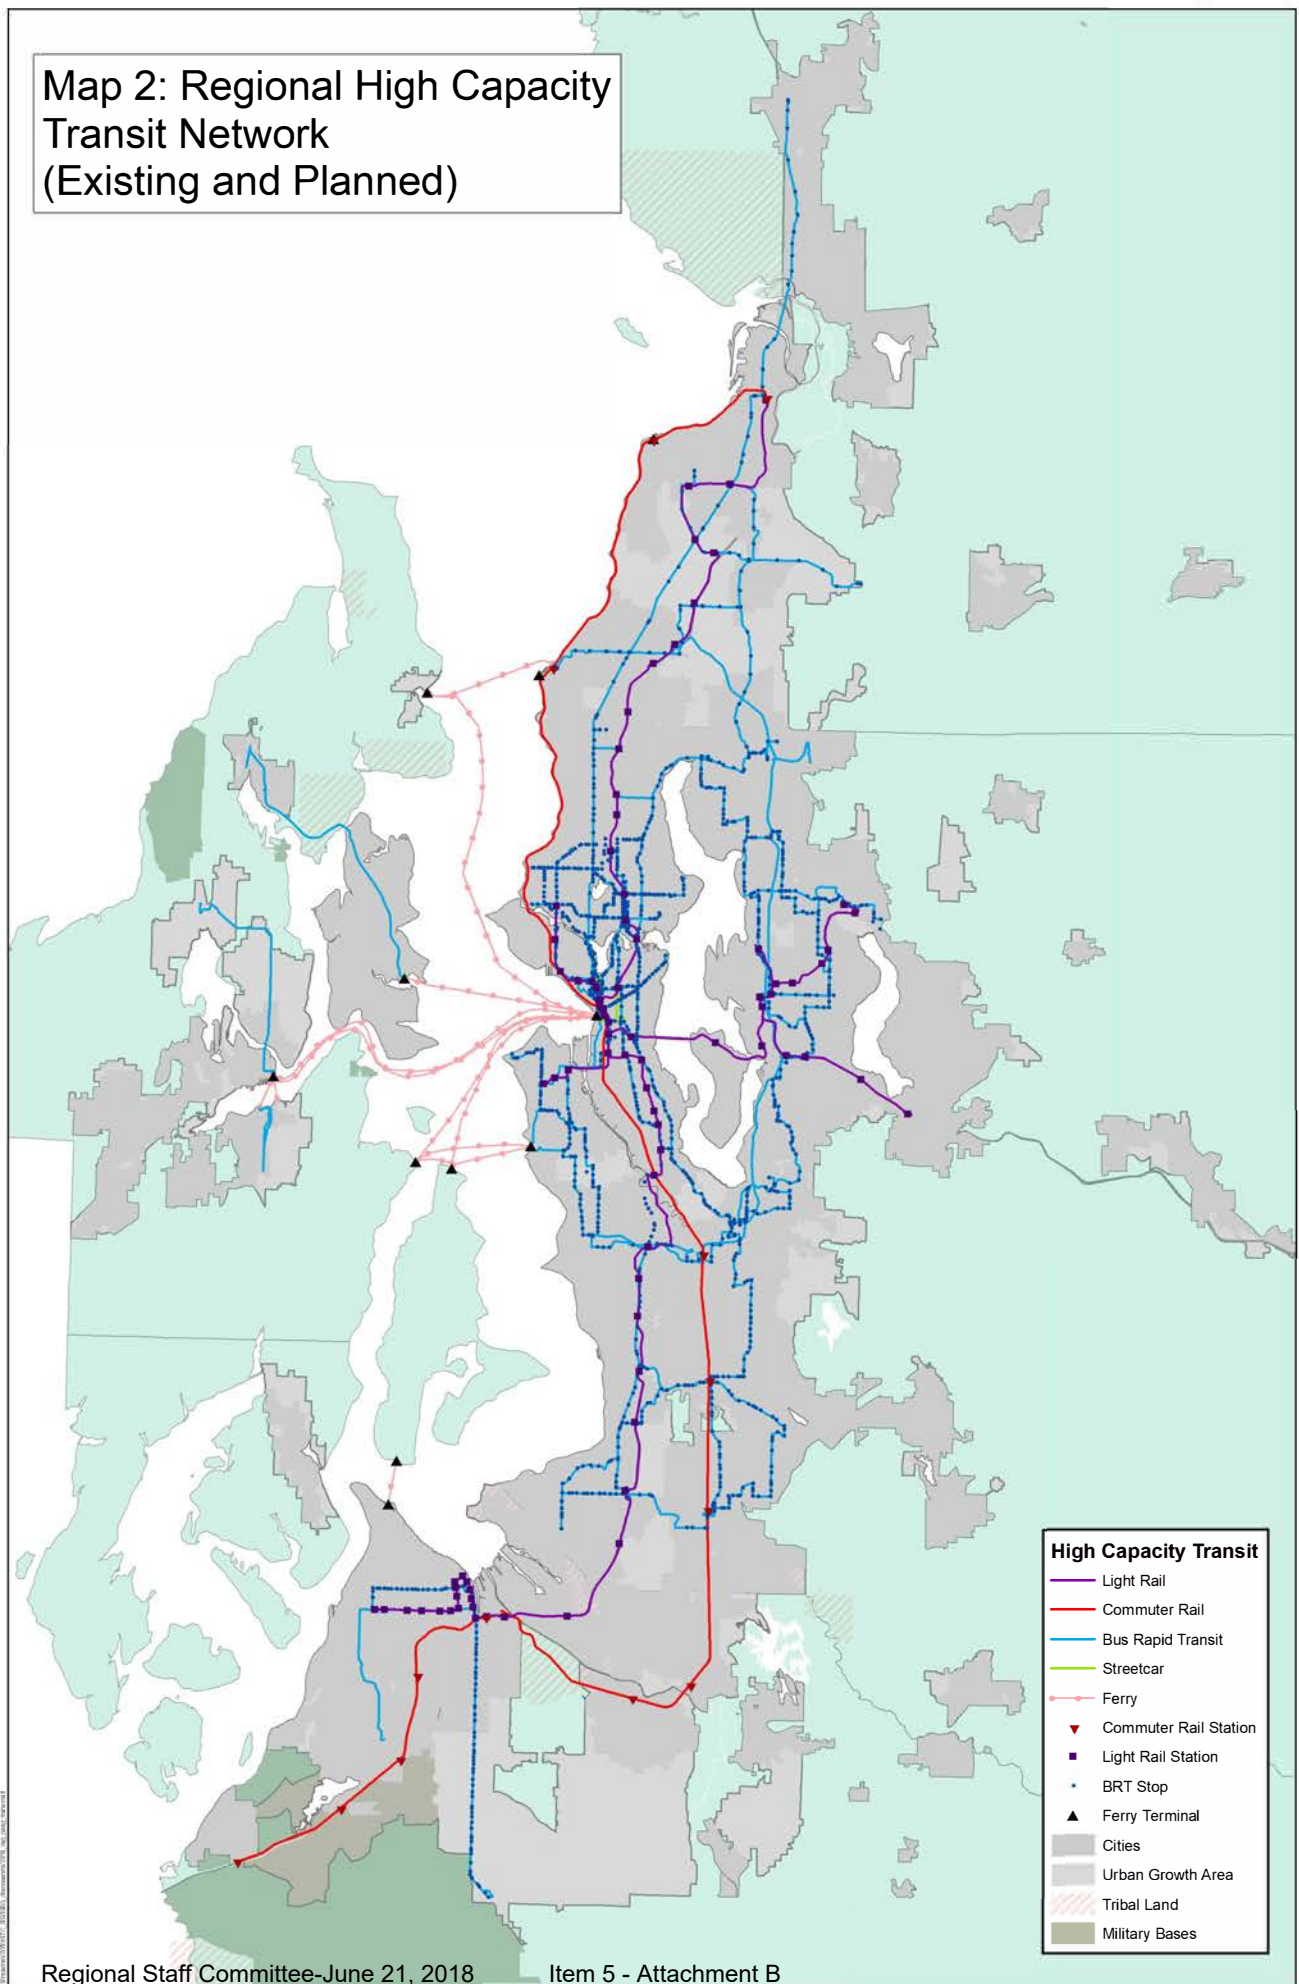 Map 2: Regional High Capacity
Transit Network
(Existing and Planned)
High Capacity Transit
Light Rail
Commuter Rail
Bus Rapid Transit
Streetcar
Ferry
Commuter Rail Station
Light Rail Station
BRT Stop
Ferry Terminal
Cities
Urban Growth Area
Tribal Land
Military Bases
Regional Staff Committee-June 21, 2018 Item 5 - Attachment B